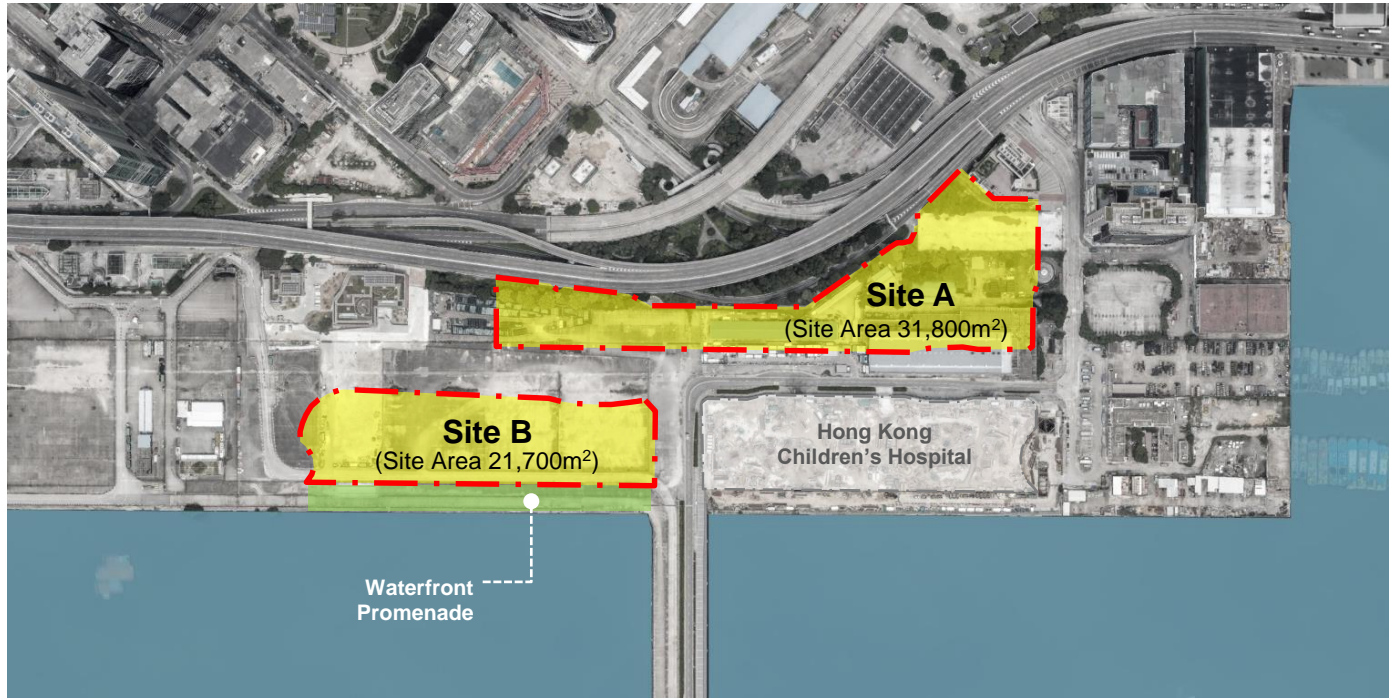 Site A
(Site Area 31,800m²)
Site B
(Site Area 21,700m²)
Hong Kong
Children's Hospital
Waterfront
Promenade